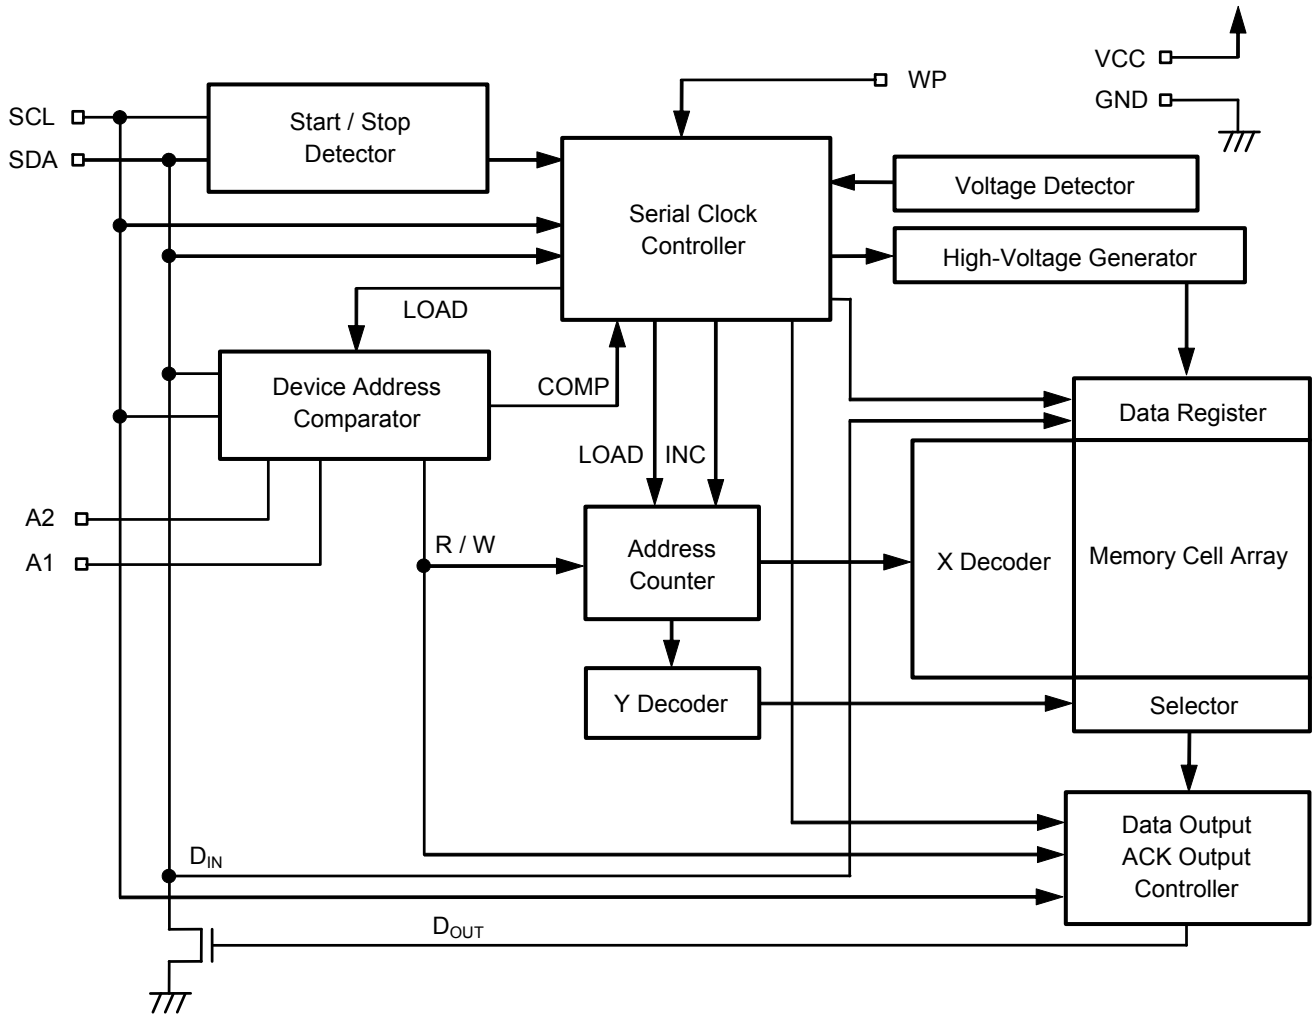 VCC
WP
GND
SCL
SDA
Start / Stop
Detector
Serial Clock
Controller
Voltage Detector
High-Voltage Generator
LOAD
Device Address
Comparator
COMP
Data Register
LOAD
INC
A2
A1
R / W
Address
Counter
X Decoder
Memory Cell Array
Y Decoder
Selector
Data Output
ACK Output
Controller
DIN
DOUT